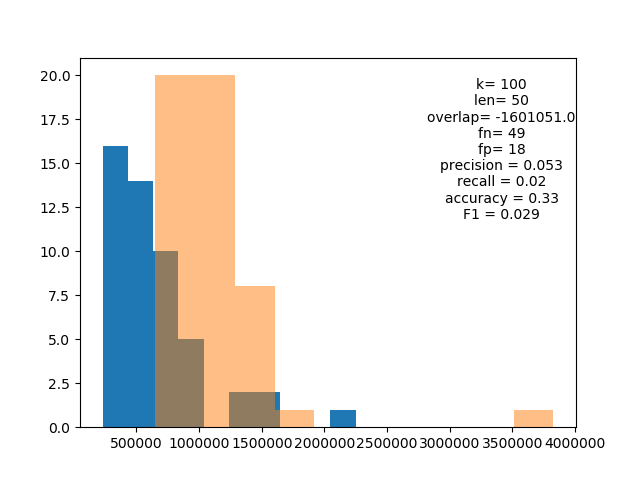 k= 100
len= 50
overlap= -1601051.0
fn= 49
fp= 18
precision = 0.053
recall = 0.02
accuracy = 0.33
F1 = 0.029
20.0
17.5
15.0
12.5
10.0
7.5
5.0
2.5
0.0
500000 1000000 1500000 2000000 2500000 3000000 3500000 4000000